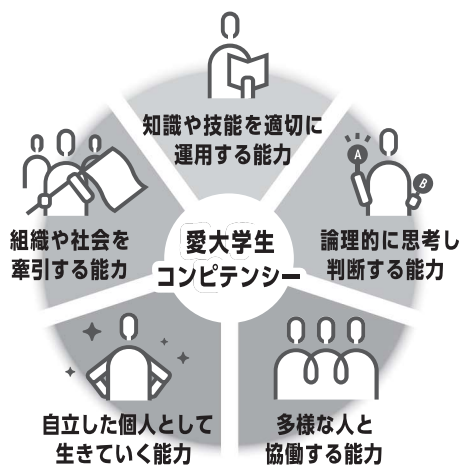 知識や技能を適切に
運用する能力
A
B
論理的に思考し
判断する能力
組織や社会を
牽引する能力
愛大学生
コンピテンシー
自立した個人として
生きていく能力
多様な人と
協働する能力